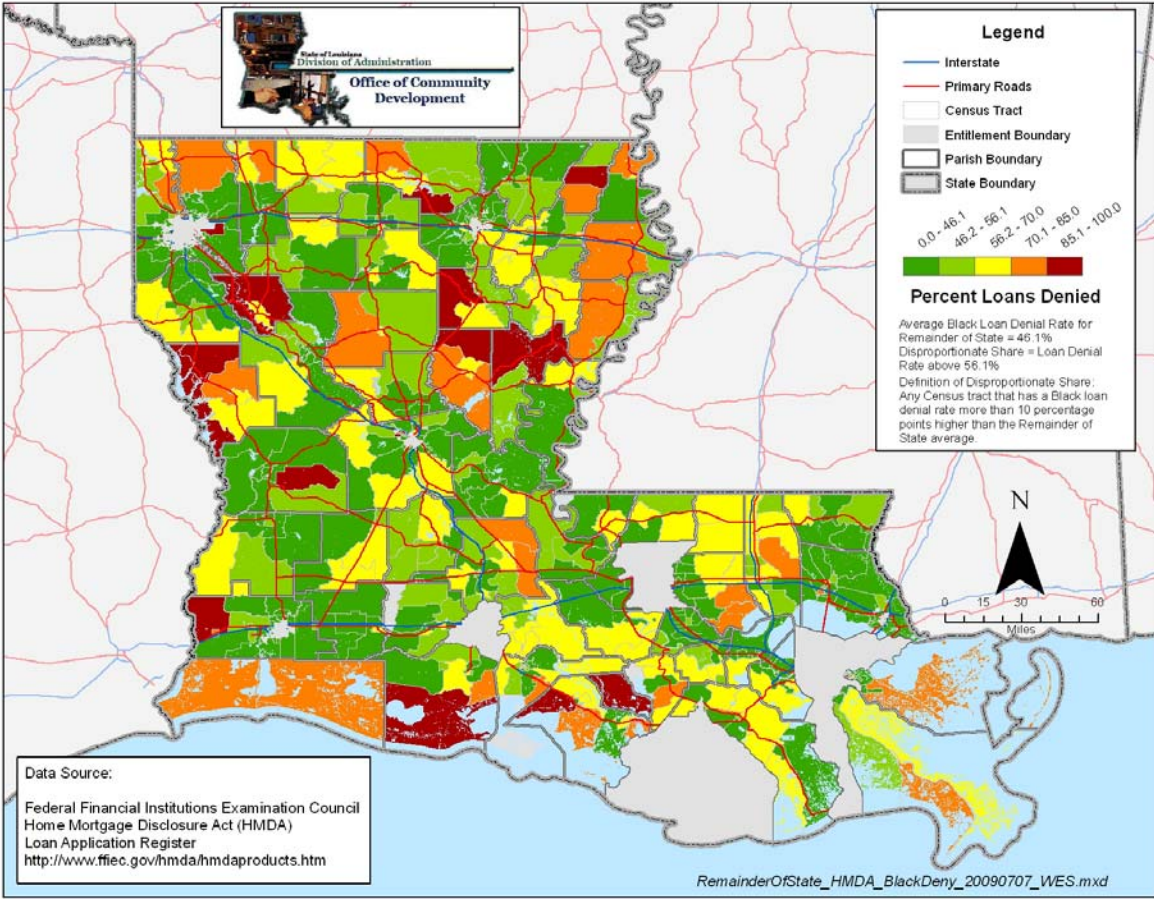 State of Louisiana
Division of Administration
Office of Community
Development
Legend
Interstate
Primary Roads
Census Tract
Entitlement Boundary
Parish Boundary
State Boundary
0.0 - 46.1
46.2 - 56.1
56.2 - 70.0
70.1 - 85.0
85.1 - 100.0
Percent Loans Denied
Average Black Loan Denial Rate for
Remainder of State = 46.1%
Disproportionate Share = Loan Denial
Rate above 56.1%
Definition of Disproportionate Share:
Any Census tract that has a Black loan
denial rate more than 10 percentage
points higher than the Remainder of
State average.
N
0 15 30 60
Miles
Data Source:
Federal Financial Institutions Examination Council
Home Mortgage Disclosure Act (HMDA)
Loan Application Register
http://www.ffiec.gov/hmda/hmdaproducts.htm
RemainderOfState_HMDA_BlackDeny_20090707_WES.mxd